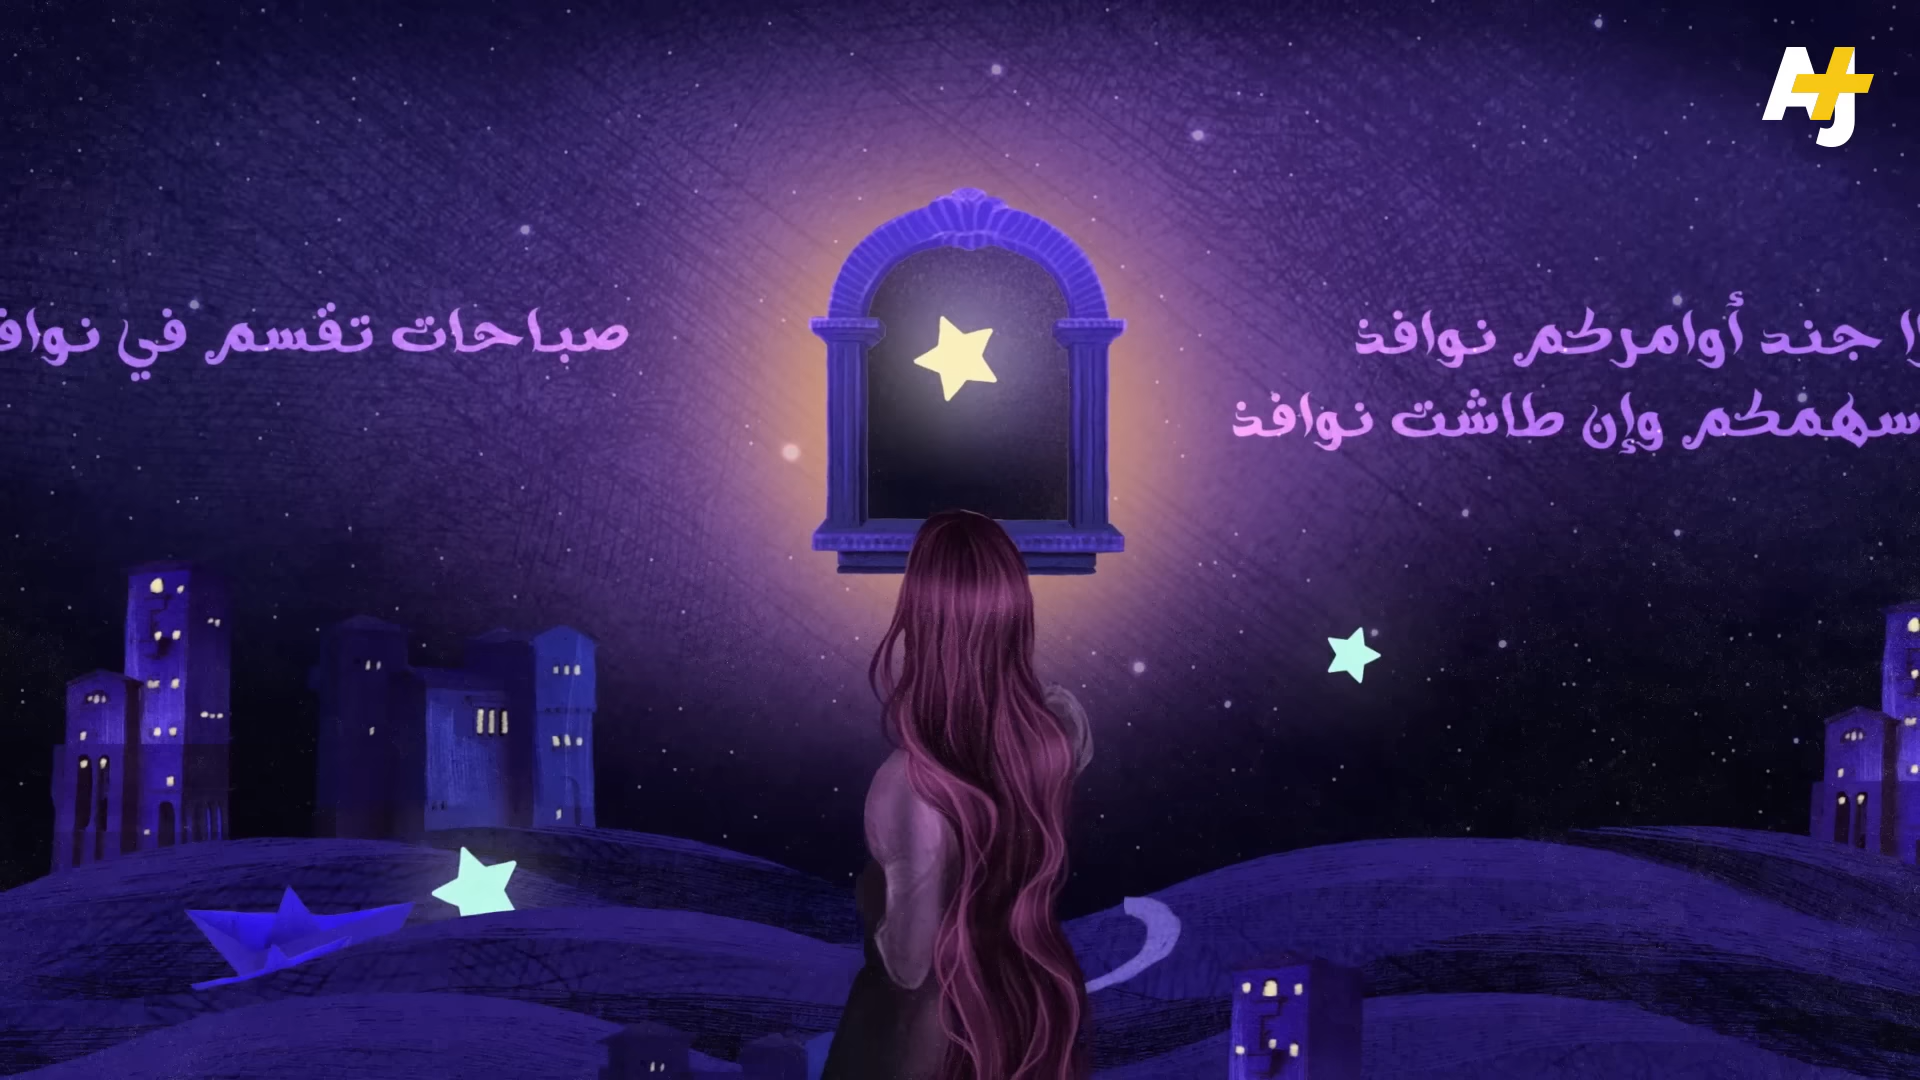 جند أوامركم نوافذ
سهمكم وإن طاشت نوافذ
صباحات تقسم في
AJ+